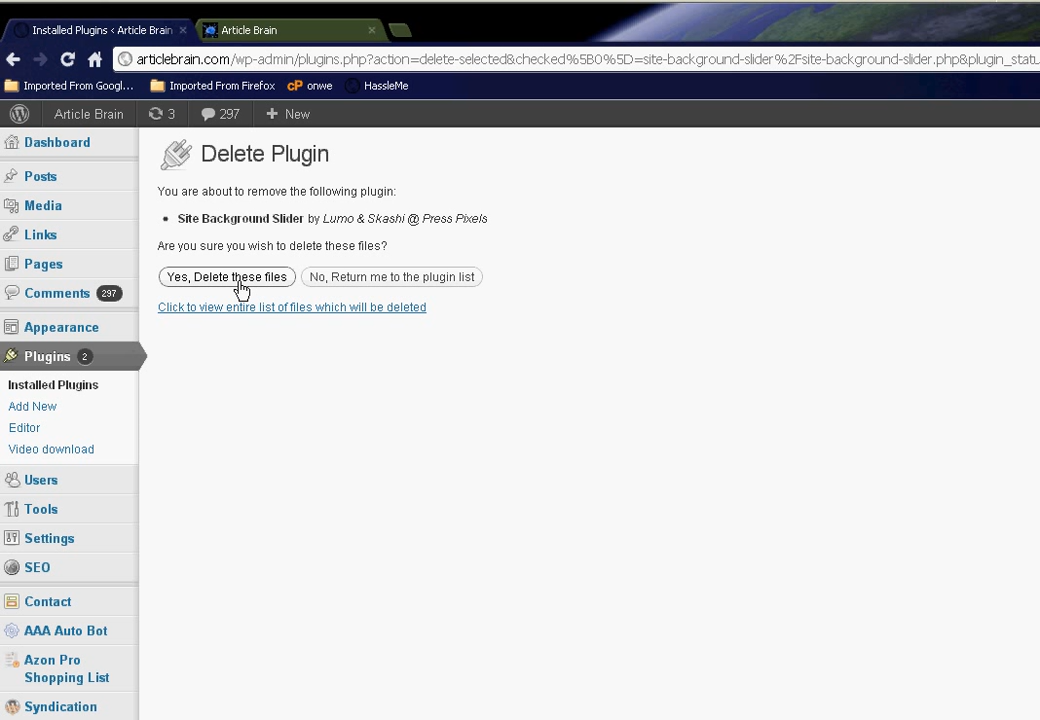 Installed Plugins < Article Brain
Article Brain
articlebrain.com/wp-admin/plugins.php?action=delete-selected&checked%5B0%5D=site-background-slider%2Fsite-background-slider.php&plugin_statu
Imported From Googl...
Imported From Firefox
cP onwe
HassleMe
Article Brain
3
297
+ New
Dashboard
Posts
Media
Links
Pages
Comments 297
Appearance
Plugins 2
Installed Plugins
Add New
Editor
Video download
Users
Tools
Settings
SEO
Contact
AAA Auto Bot
Azon Pro
Shopping List
Syndication
Delete Plugin
You are about to remove the following plugin:
• Site Background Slider by Lumo & Skashi @ Press Pixels
Are you sure you wish to delete these files?
Yes, Delete these files
No, Return me to the plugin list
Click to view entire list of files which will be deleted